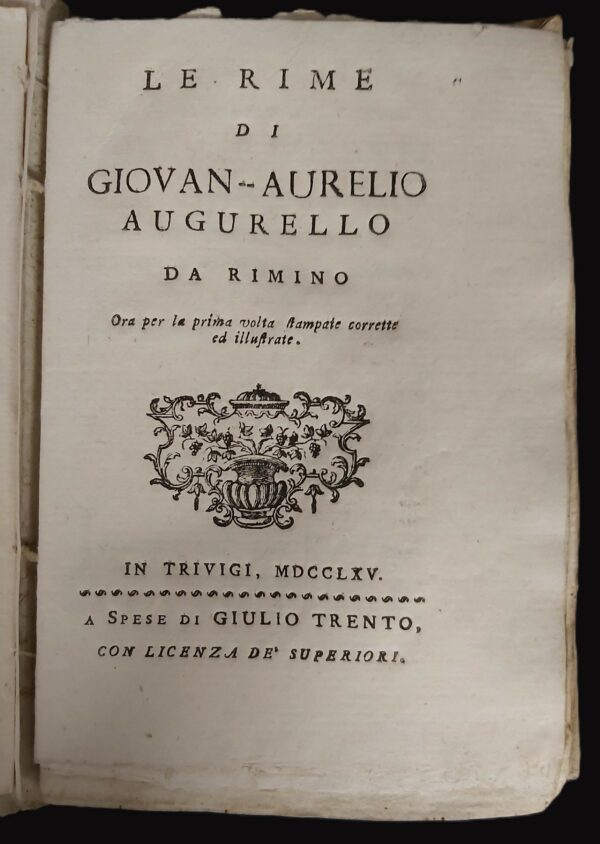 LE RIME
DI
GIOVAN-AURELIO
AUGURELLO
DA RIMINO
Ora per la prima volta ſtampate corrette
ed illuſtrate.
IN TRIVIGI, MDCCLXV.
A SPESE DI GIULIO TRENTO,
CON LICENZA DE' SUPERIORI.